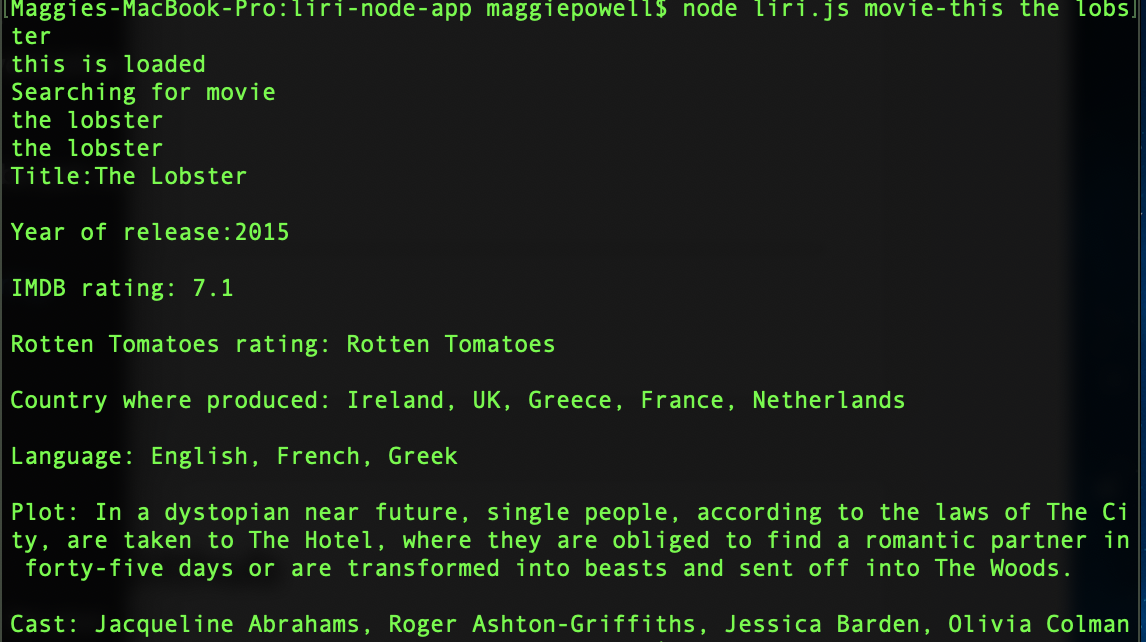 [Maggies-MacBook-Pro:liri-node-app maggiepowell$ node liri.js movie-this the lobs]
ter
this is loaded
Searching for movie
the lobster
the lobster
Title:The Lobster
Year of release:2015
IMDB rating: 7.1
Rotten Tomatoes rating: Rotten Tomatoes
Country where produced: Ireland, UK, Greece, France, Netherlands
Language: English, French, Greek
Plot: In a dystopian near future, single people, according to the laws of The Ci
ty, are taken to The Hotel, where they are obliged to find a romantic partner in
 forty-five days or are transformed into beasts and sent off into The Woods.
Cast: Jacqueline Abrahams, Roger Ashton-Griffiths, Jessica Barden, Olivia Colman